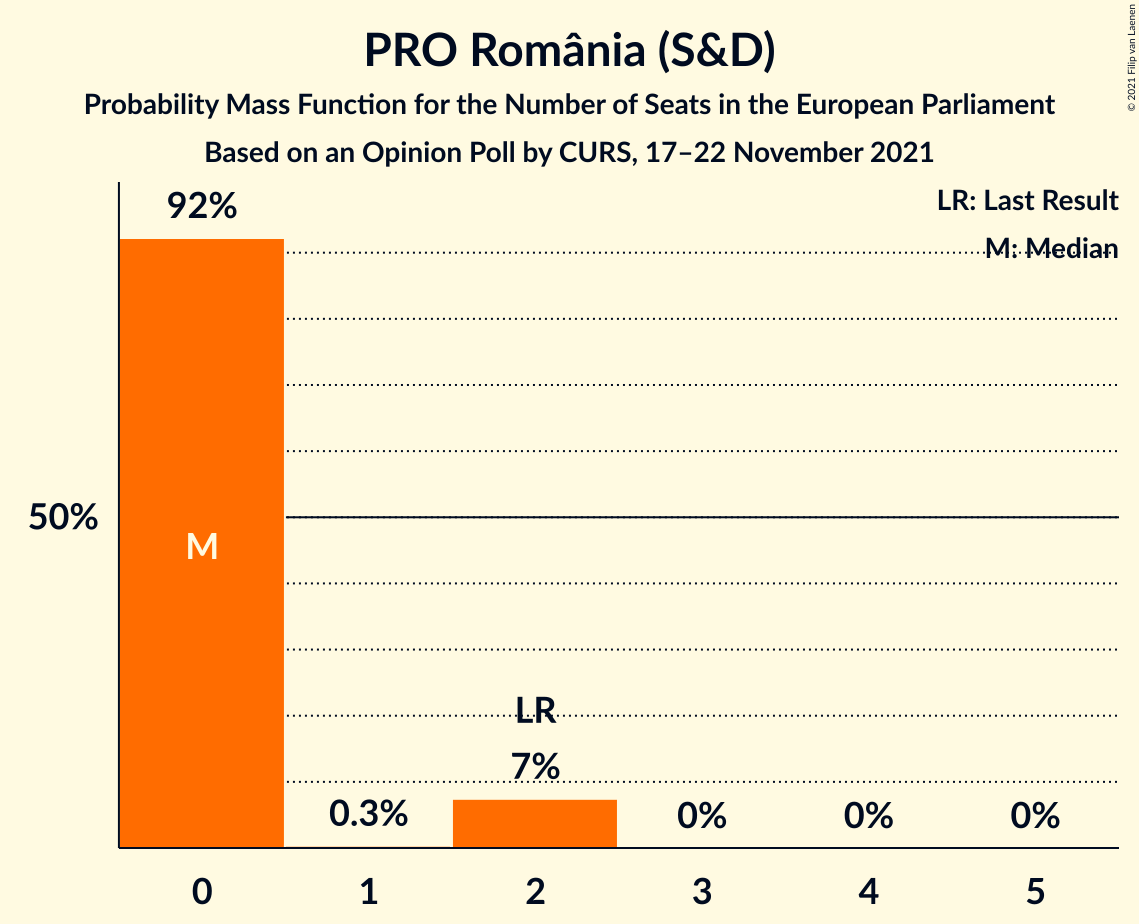 PRO România (S&D)
Probability Mass Function for the Number of Seats in the European Parliament
Based on an Opinion Poll by CURS, 17–22 November 2021
© 2021 Filip van Laenen
LR: Last Result
M: Median
92%
50%
M
LR
7%
0.3%
0%
0%
0%
0
1
2
3
4
5